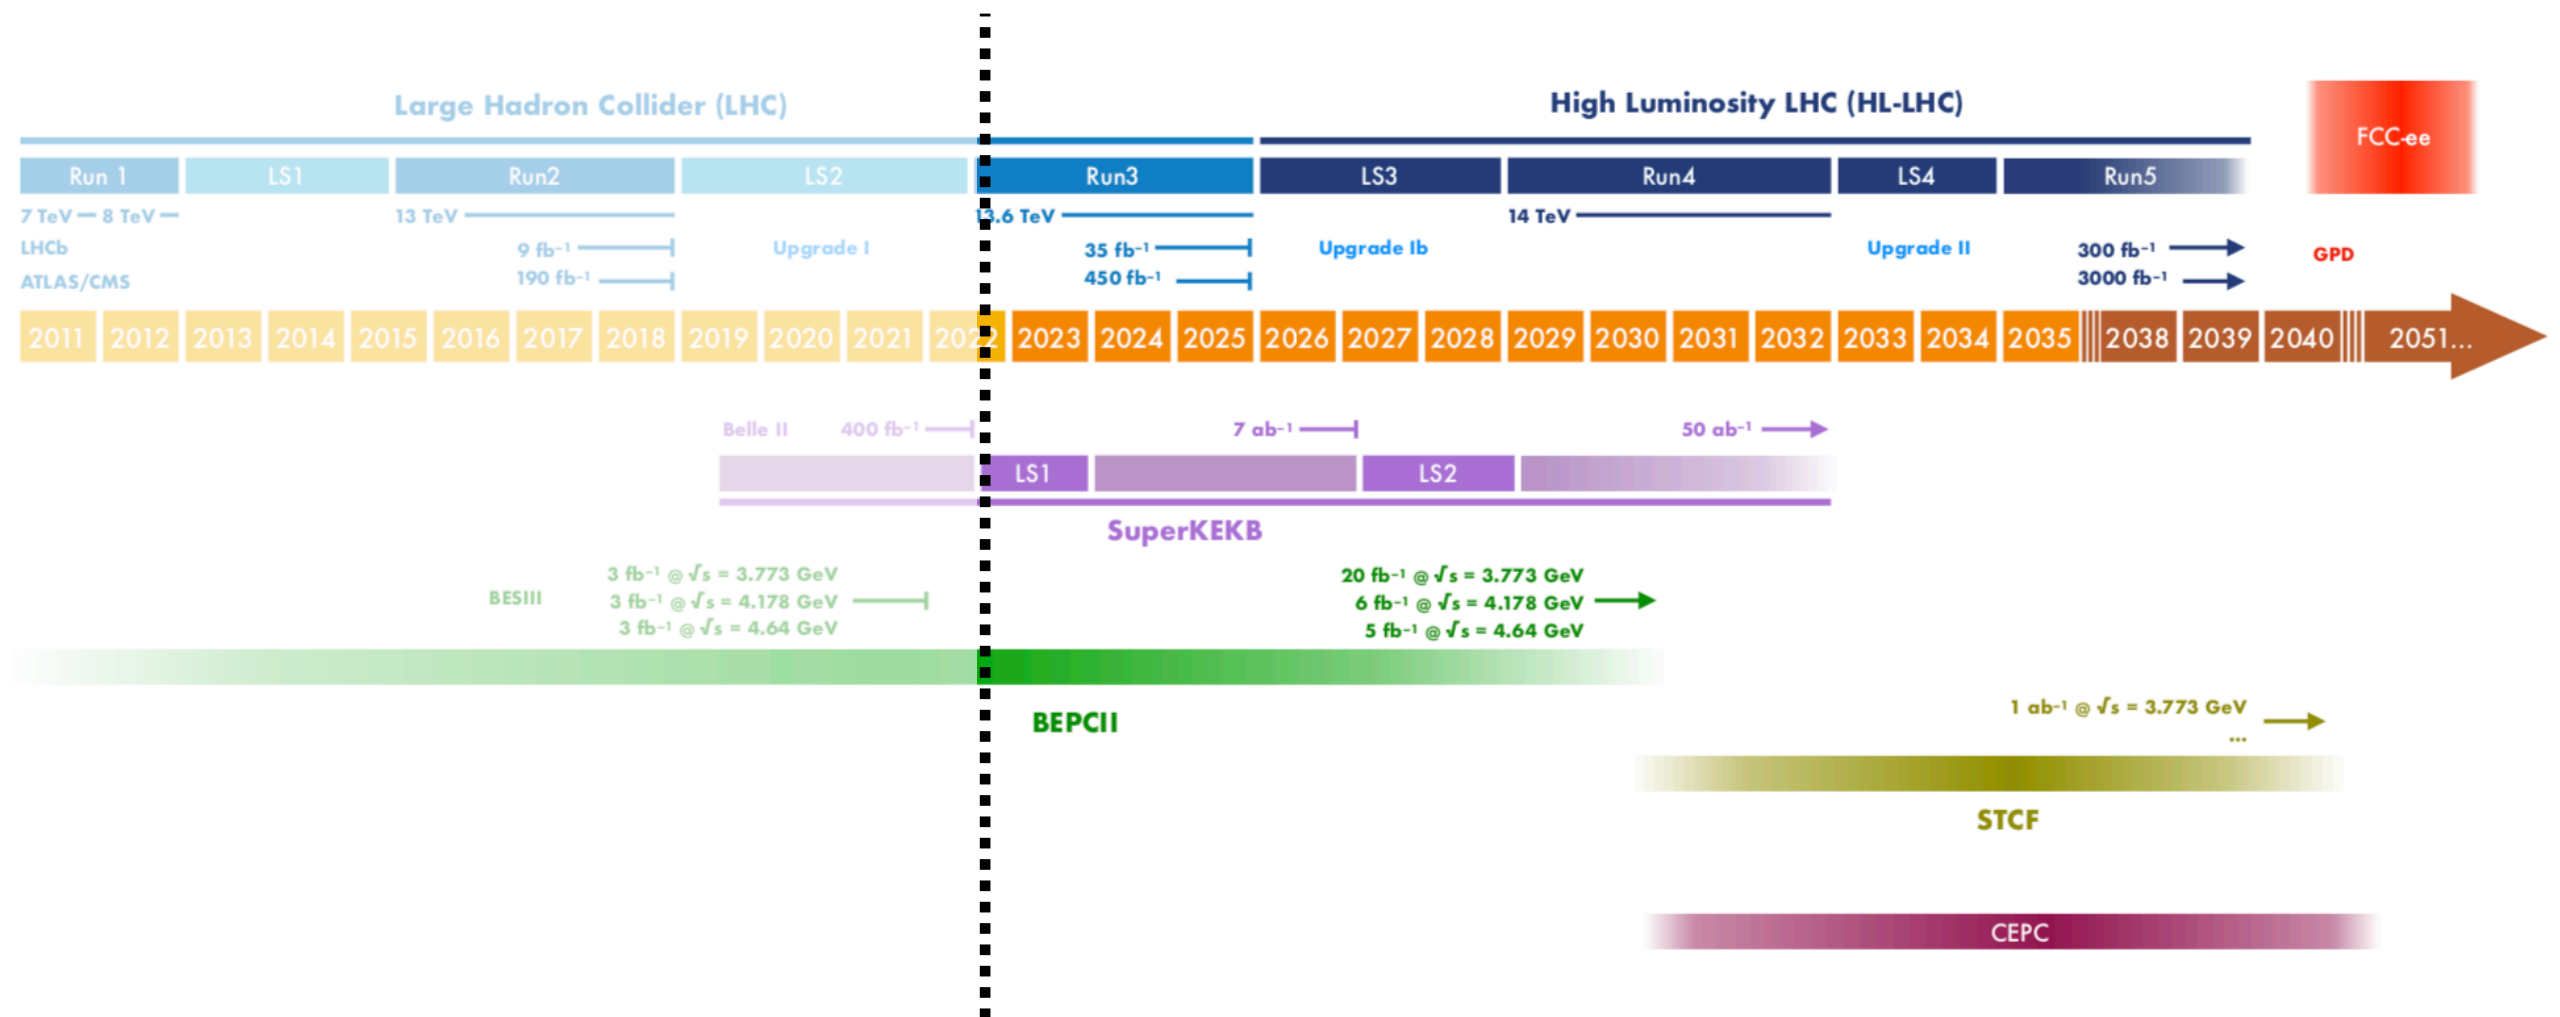 Large Hadron Collider (LHC)
High Luminosity LHC (HL-LHC)
FCC-ee
Run 1 LS1 Run2 LS2 Run3 LS3 Run4 LS4 Run5
7 TeV 8 TeV 13 TeV 13.6 TeV 14 TeV
LHCb 9 fb⁻¹ Upgrade I 35 fb⁻¹ Upgrade Ib Upgrade II 300 fb⁻¹ GPD
ATLAS/CMS 190 fb⁻¹ 450 fb⁻¹ 3000 fb⁻¹
2011 2012 2013 2014 2015 2016 2017 2018 2019 2020 2021 2022 2023 2024 2025 2026 2027 2028 2029 2030 2031 2032 2033 2034 2035 2038 2039 2040 2051...
Belle II 400 fb⁻¹ 7 ab⁻¹ 50 ab⁻¹
LS1 LS2
SuperKEKB
BESIII
3 fb⁻¹ @ √s = 3.773 GeV
3 fb⁻¹ @ √s = 4.178 GeV
3 fb⁻¹ @ √s = 4.64 GeV
20 fb⁻¹ @ √s = 3.773 GeV
6 fb⁻¹ @ √s = 4.178 GeV
5 fb⁻¹ @ √s = 4.64 GeV
BEPCII
1 ab⁻¹ @ √s = 3.773 GeV
...
STCF
CEPC